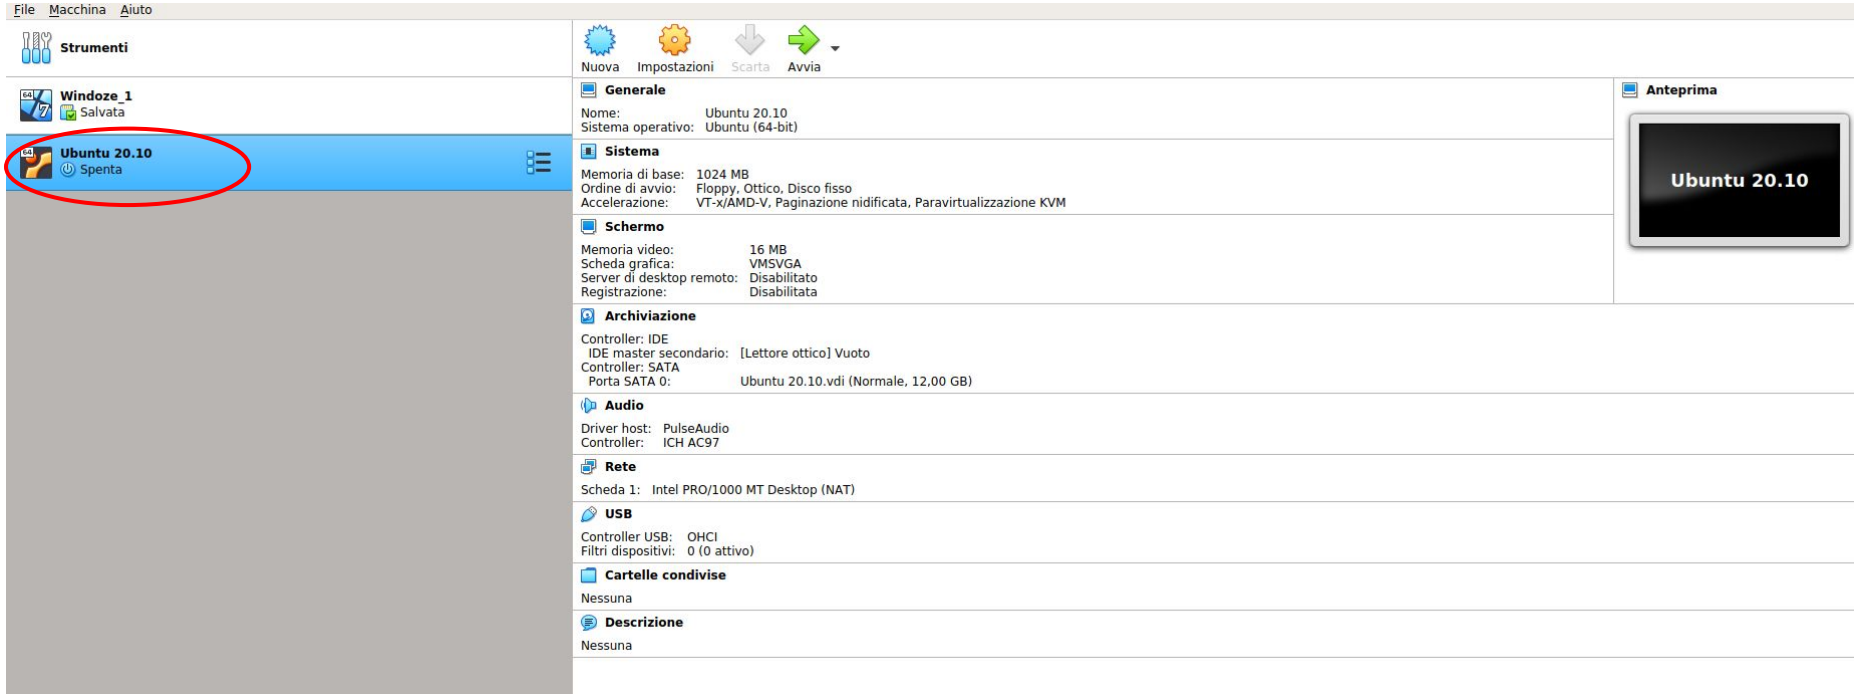 File Macchina Aiuto
Strumenti
64
Windoze_1
Salvata
64
Ubuntu 20.10
Spenta
Nuova Impostazioni Scarta Avvia
Generale
Nome: Ubuntu 20.10
Sistema operativo: Ubuntu (64-bit)
Sistema
Memoria di base: 1024 MB
Ordine di avvio: Floppy, Ottico, Disco fisso
Accelerazione: VT-x/AMD-V, Paginazione nidificata, Paravirtualizzazione KVM
Schermo
Memoria video: 16 MB
Scheda grafica: VMSVGA
Server di desktop remoto: Disabilitato
Registrazione: Disabilitata
Archiviazione
Controller: IDE
IDE master secondario: [Lettore ottico] Vuoto
Controller: SATA
Porta SATA 0: Ubuntu 20.10.vdi (Normale, 12,00 GB)
Audio
Driver host: PulseAudio
Controller: ICH AC97
Rete
Scheda 1: Intel PRO/1000 MT Desktop (NAT)
USB
Controller USB: OHCI
Filtri dispositivi: 0 (0 attivo)
Cartelle condivise
Nessuna
Descrizione
Nessuna
Anteprima
Ubuntu 20.10